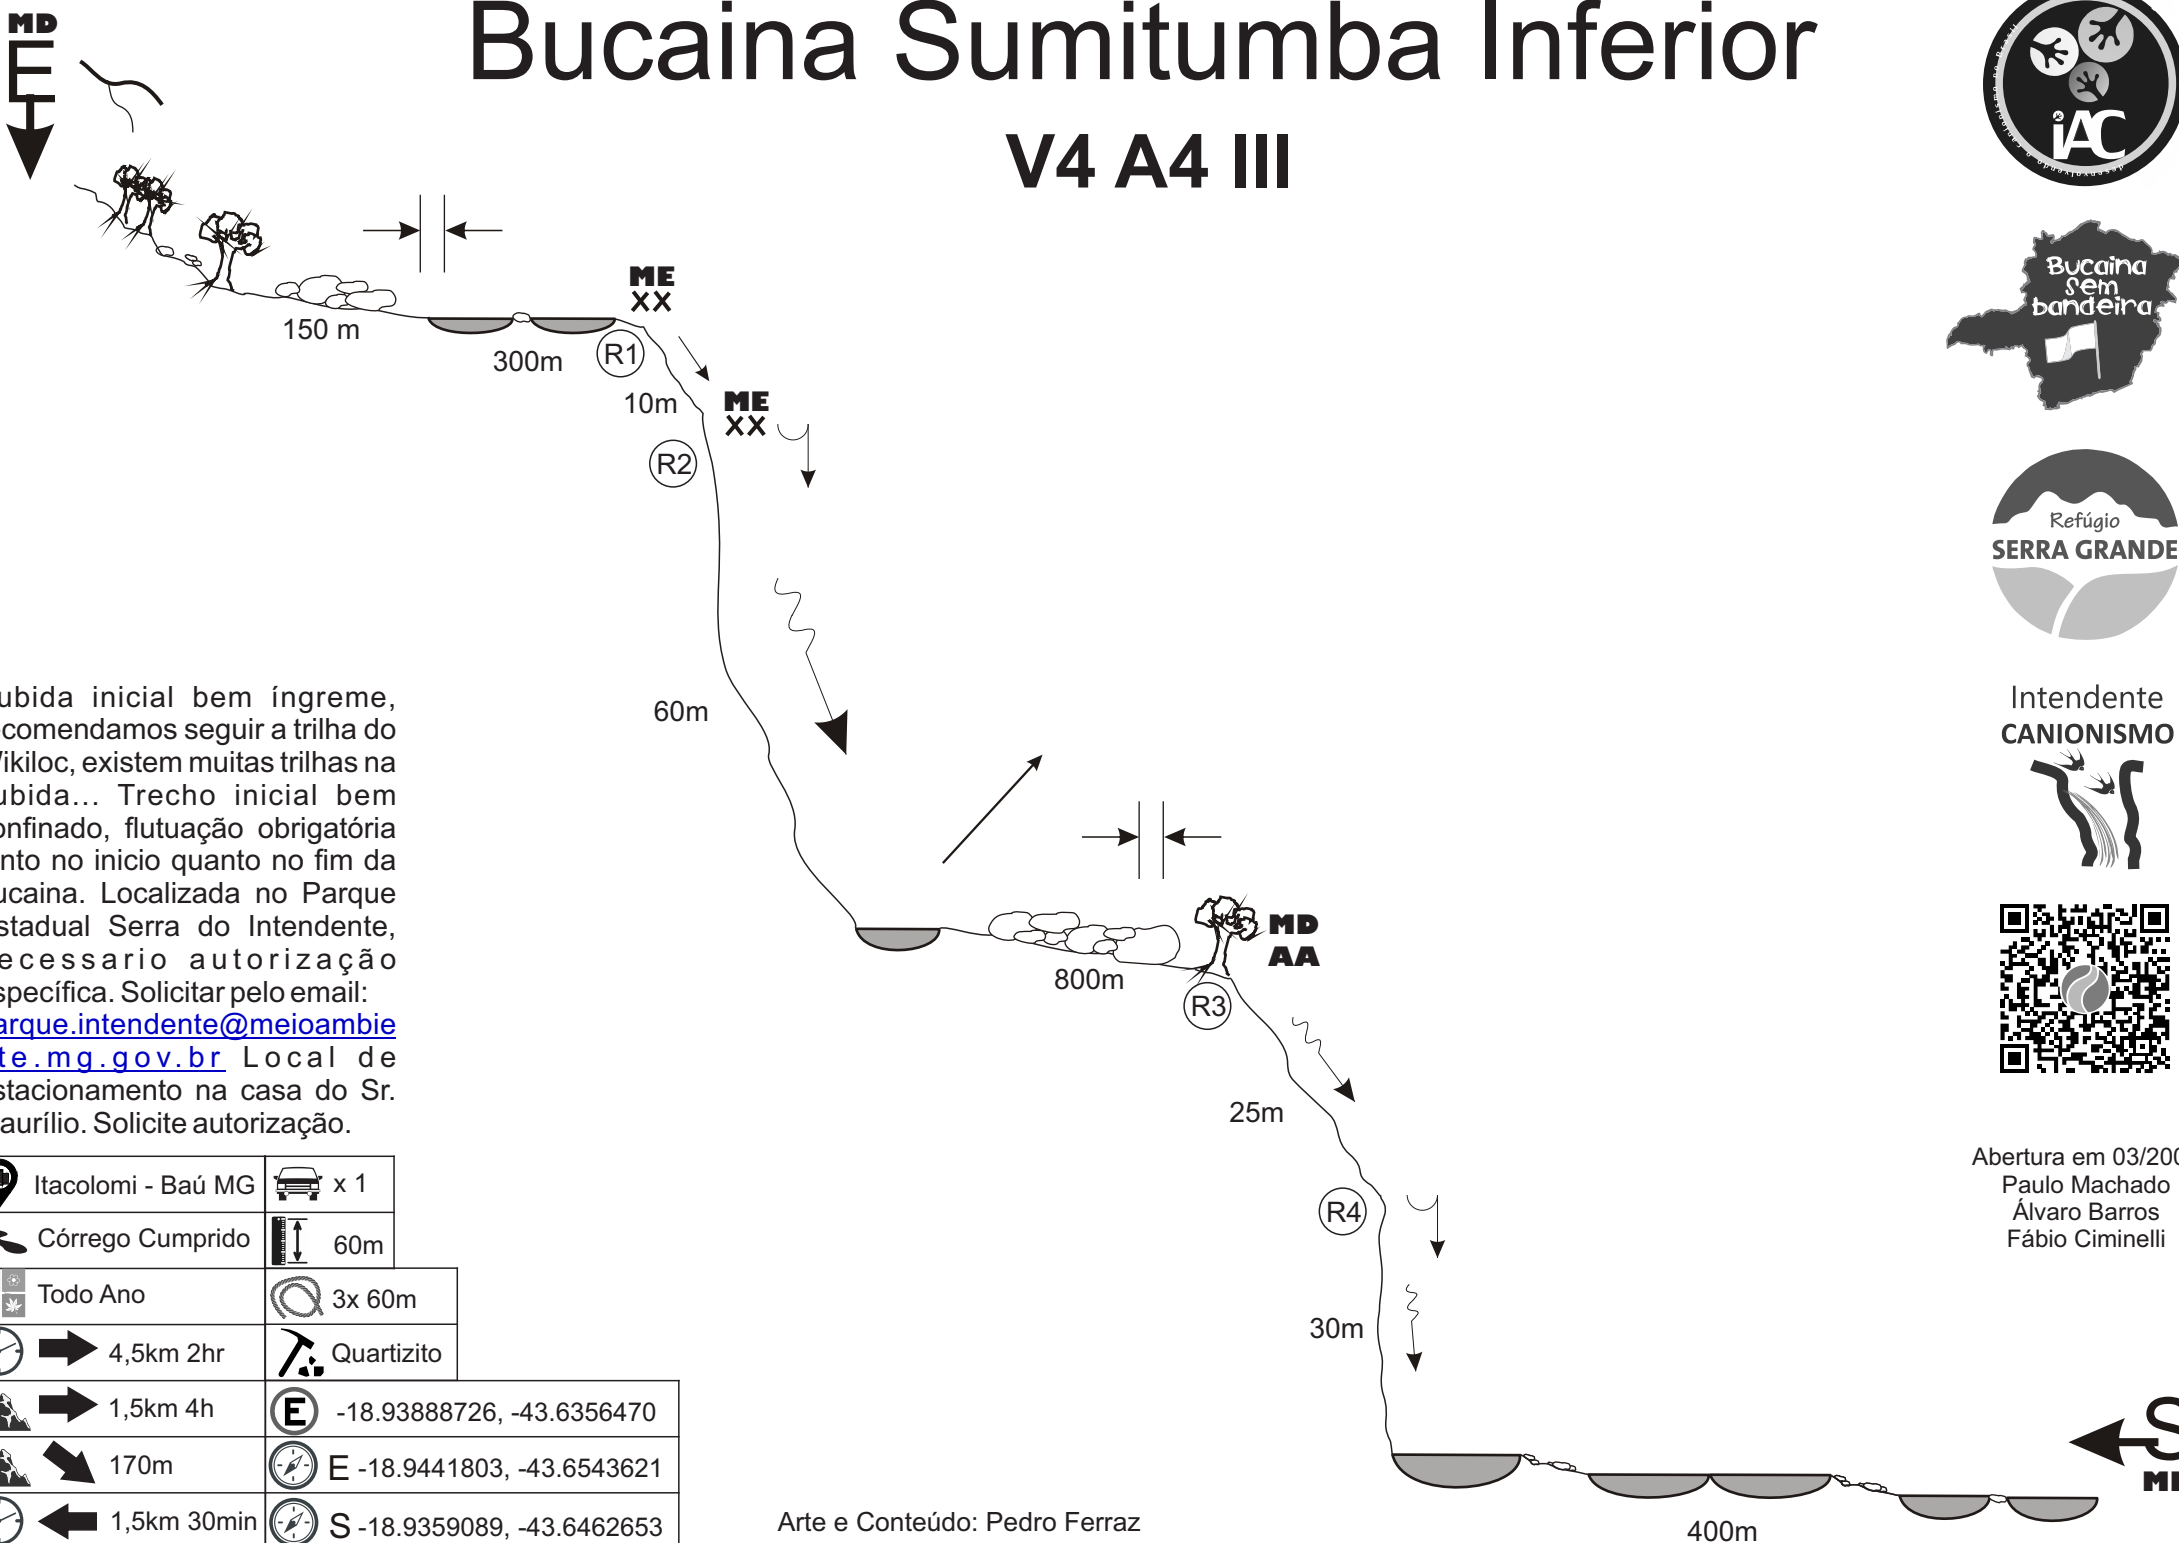 MD
E
Bucaina Sumitumba Inferior
V4 A4 III
iAC
Bucaina
Sem
bandeira
Refúgio
SERRA GRANDE
Intendente
CANIONISMO
150 m
300m
R1
ME
XX
10m
ME
XX
R2
60m
800m
R3
MD
AA
25m
R4
30m
400m
S
ubida inicial bem íngreme,
comendamos seguir a trilha do
ikiloc, existem muitas trilhas na
ubida... Trecho inicial bem
onfinado, flutuação obrigatória
nto no inicio quanto no fim da
ucaina. Localizada no Parque
stadual Serra do Intendente,
ecessario autorização
specífica. Solicitar pelo email:
arque.intendente@meioambie
te.mg.gov.br Local de
stacionamento na casa do Sr.
aurílio. Solicite autorização.
Itacolomi - Baú MG x 1
Córrego Cumprido 60m
Todo Ano 3x 60m
4,5km 2hr Quartizito
1,5km 4h E -18.93888726, -43.6356470
170m E -18.9441803, -43.6543621
1,5km 30min S -18.9359089, -43.6462653
Abertura em 03/200
Paulo Machado
Álvaro Barros
Fábio Ciminelli
Arte e Conteúdo: Pedro Ferraz